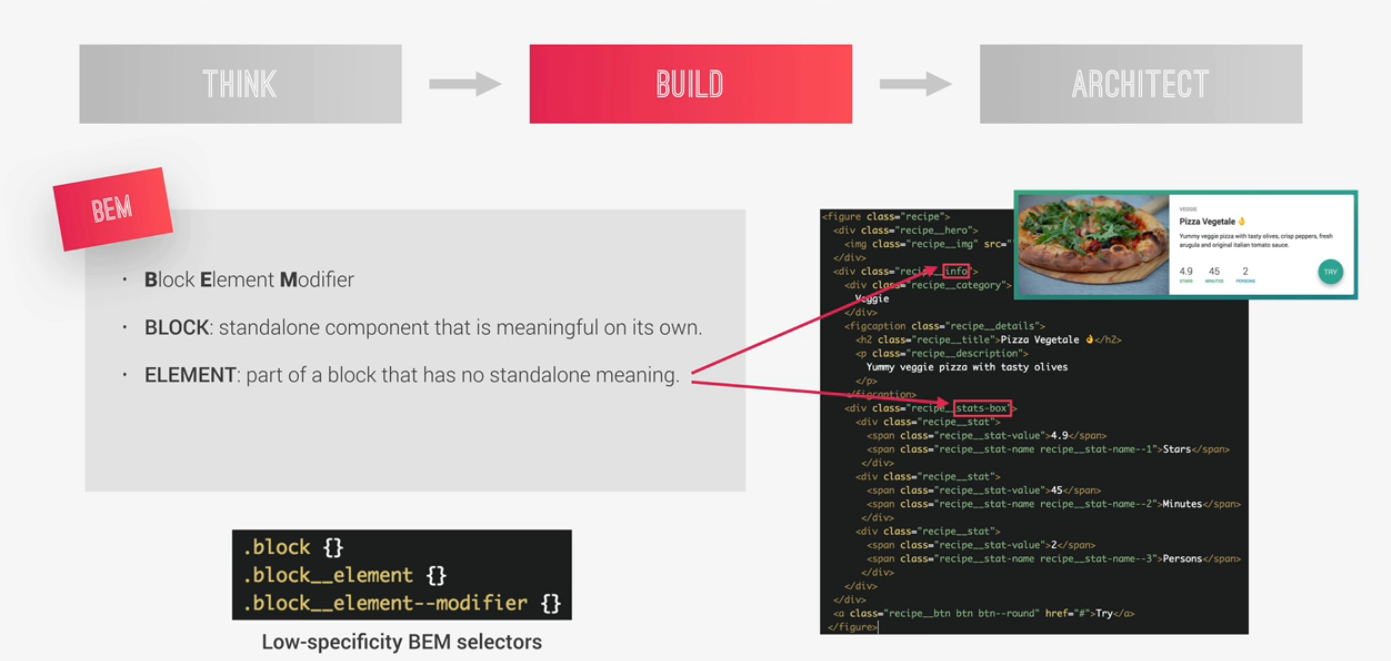 THINK
BUILD
ARCHITECT
BEM
· Block Element Modifier
· BLOCK: standalone component that is meaningful on its own.
· ELEMENT: part of a block that has no standalone meaning.
.block {}
.block__element {}
.block__element--modifier {}
Low-specificity BEM selectors
<figure class="recipe">
<div class="recipe__hero">
<img class="recipe__img" src="
</div>
<div class="recipe__info">
<div class="recipe__category">
Veggie
</div>
<figcaption class="recipe__details">
<h2 class="recipe__title">Pizza Vegetale 👌</h2>
<p class="recipe__description">
Yummy veggie pizza with tasty olives
</p>
</figcaption>
<div class="recipe__stats-box">
<div class="recipe__stat">
<span class="recipe__stat-value">4.9</span>
<span class="recipe__stat-name recipe__stat-name--1">Stars</span>
</div>
<div class="recipe__stat">
<span class="recipe__stat-value">45</span>
<span class="recipe__stat-name recipe__stat-name--2">Minutes</span>
</div>
<div class="recipe__stat">
<span class="recipe__stat-value">2</span>
<span class="recipe__stat-name recipe__stat-name--3">Persons</span>
</div>
</div>
</div>
<a class="recipe__btn btn btn--round" href="#">Try</a>
</figure>
VEGGIE
Pizza Vegetale 👌
Yummy veggie pizza with tasty olives, crisp peppers, fresh
arugula and original italian tomato sauce.
4.9 45 2
STARS MINUTES PERSONS
TRY